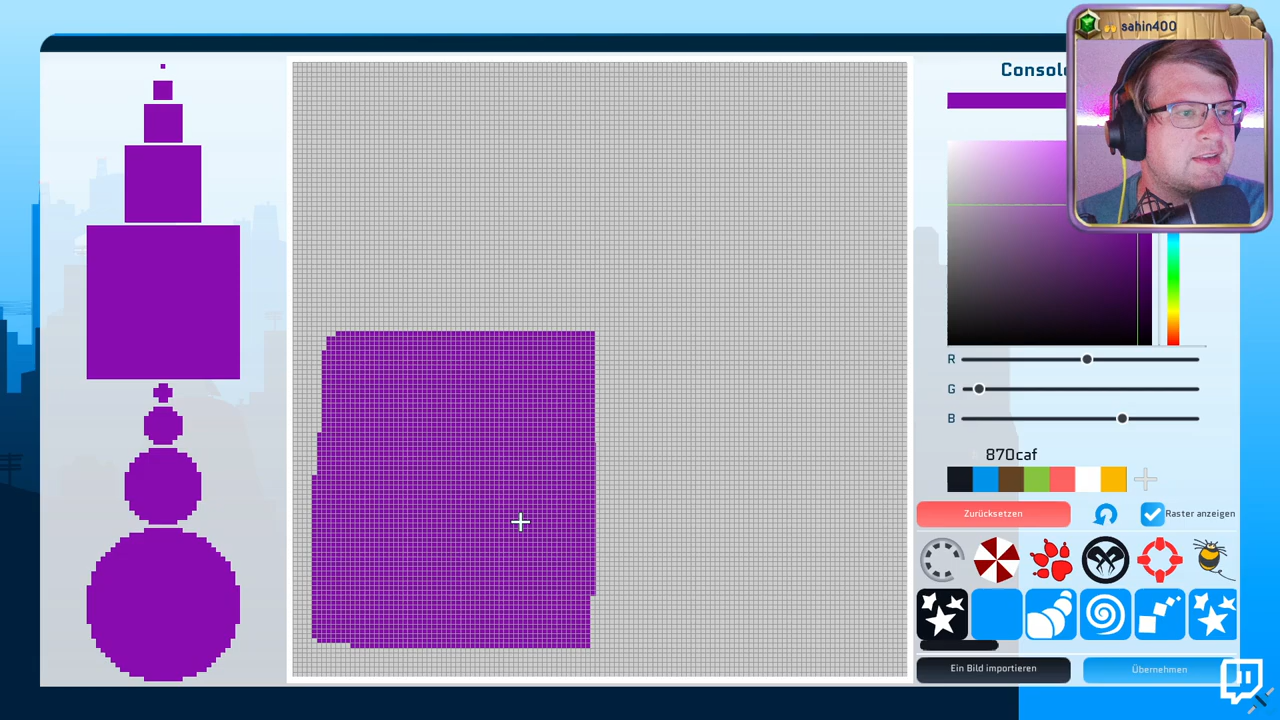 sahin400
Consol
R
G
B
870caf
Zurücksetzen
Raster anzeigen
Ein Bild importieren
Übernehmen